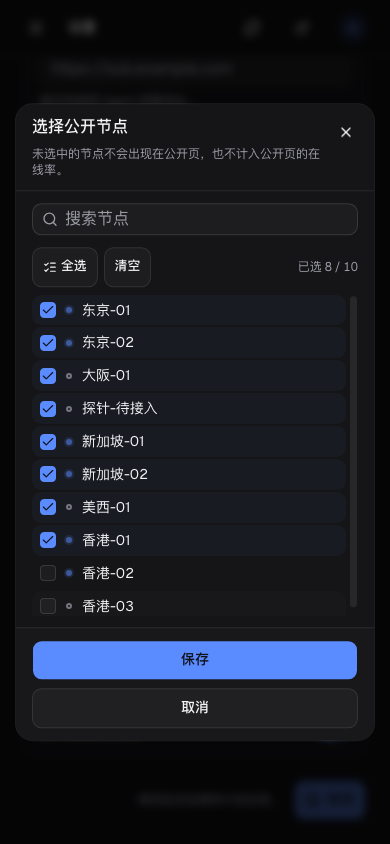 选择公开节点
未选中的节点不会出现在公开页，也不计入公开页的在
线率。
搜索节点
全选
清空
已选 8 / 10
东京-01
东京-02
大阪-01
探针-待接入
新加坡-01
新加坡-02
美西-01
香港-01
香港-02
香港-03
保存
取消